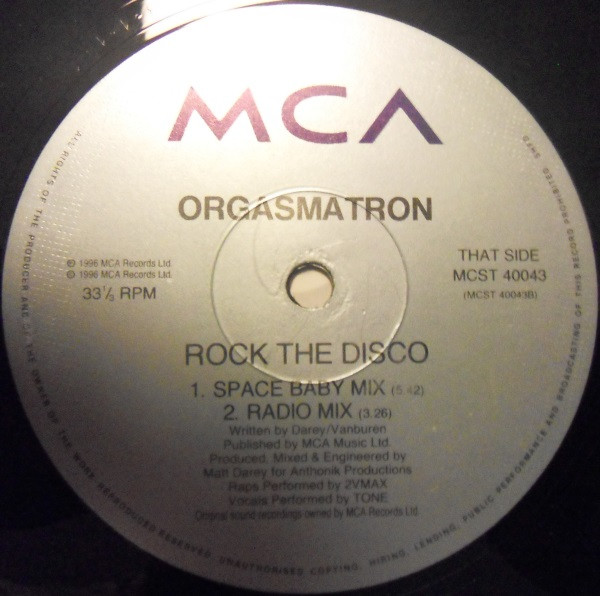 MCA
ORGASMATRON
℗ 1996 MCA Records Ltd.
© 1996 MCA Records Ltd.
33⅓ RPM
THAT SIDE
MCST 40043
(MCST 40043B)
ROCK THE DISCO
1. SPACE BABY MIX (5.42)
2. RADIO MIX (3.26)
Written by Darey/Vanburen
Published by MCA Music Ltd.
Produced, Mixed & Engineered by
Matt Darey for Anthonik Productions
Raps Performed by 2VMAX
Vocals Performed by TONE
Original sound recordings owned by MCA Records Ltd.
ALL RIGHTS OF THE PRODUCER AND OF THE OWNER OF THE WORK REPRODUCED RESERVED. UNAUTHORISED COPYING, HIRING, LENDING, PUBLIC PERFORMANCE AND BROADCASTING OF THIS RECORD PROHIBITED